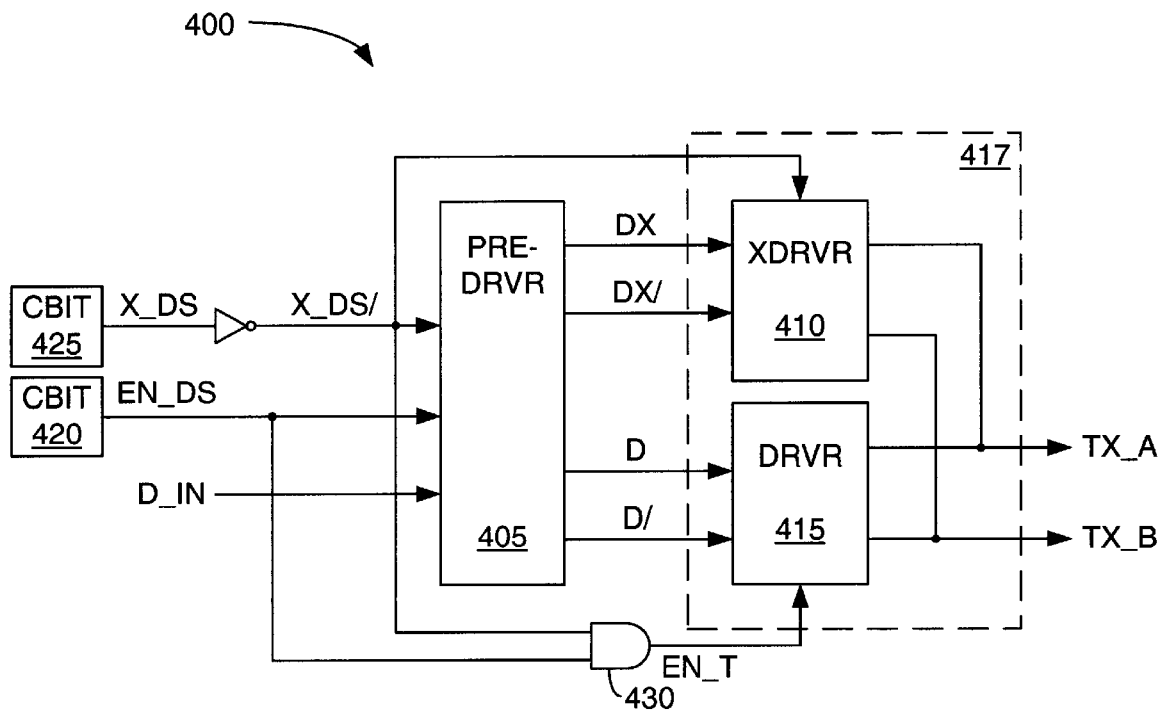 400
417
PRE-
DRVR
DX
XDRVR
DX/
410
CBIT
425
X_DS
X_DS/
CBIT
420
EN_DS
D_IN
405
D
D/
DRVR
415
TX_A
TX_B
EN_T
430